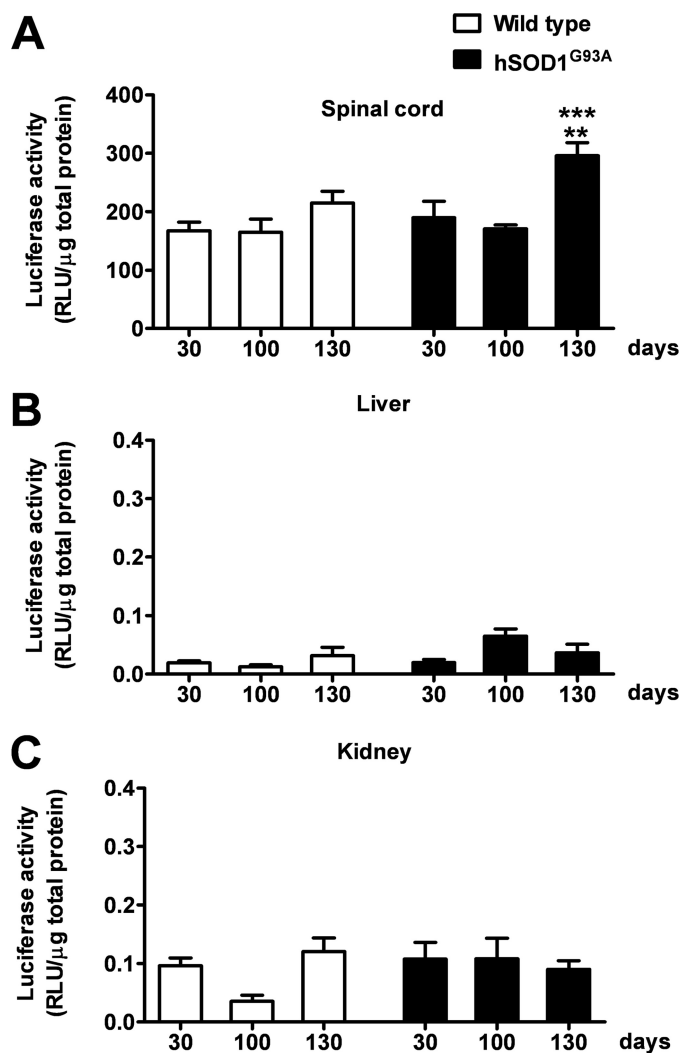 A
Wild type
hSOD1G93A
Spinal cord
Luciferase activity
(RLU/μg total protein)
400
300
200
100
0
***
**
30 100 130 30 100 130 days
B
Liver
Luciferase activity
(RLU/μg total protein)
0.4
0.3
0.2
0.1
0.0
30 100 130 30 100 130 days
C
Kidney
Luciferase activity
(RLU/μg total protein)
0.4
0.3
0.2
0.1
0.0
30 100 130 30 100 130 days